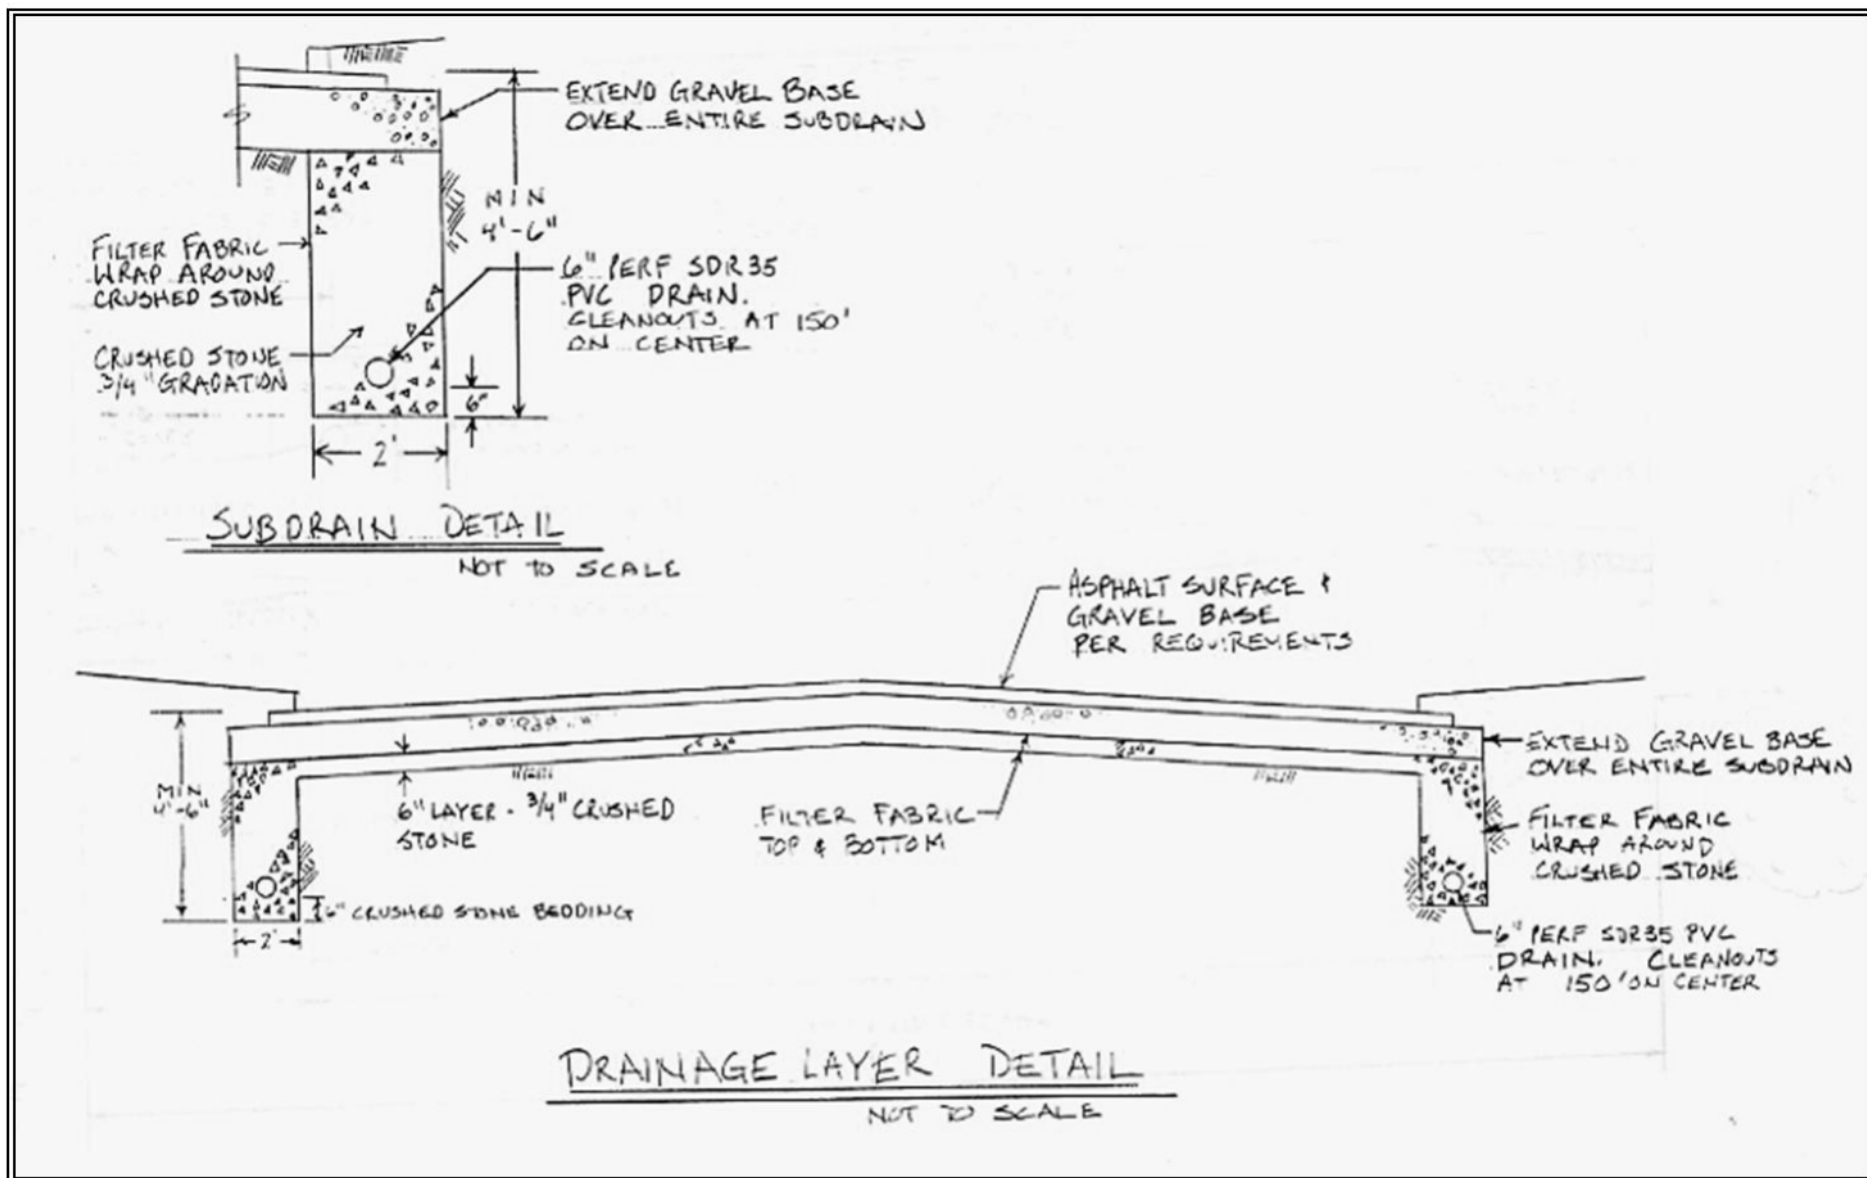 EXTEND GRAVEL BASE
OVER ENTIRE SUBDRAIN
MIN
4'-6"
FILTER FABRIC
WRAP AROUND
CRUSHED STONE
6" PERF SDR35
PVC DRAIN.
CLEANOUTS AT 150'
ON CENTER
CRUSHED STONE
3/4" GRADATION
6"
2'
SUBDRAIN DETAIL
NOT TO SCALE
ASPHALT SURFACE &
GRAVEL BASE
PER REQUIREMENTS
MIN
4'-6"
6" LAYER - 3/4" CRUSHED
STONE
FILTER FABRIC
TOP & BOTTOM
EXTEND GRAVEL BASE
OVER ENTIRE SUBDRAIN
FILTER FABRIC
WRAP AROUND
CRUSHED STONE
6" CRUSHED STONE BEDDING
2'
6" PERF SDR35 PVC
DRAIN. CLEANOUTS
AT 150' ON CENTER
DRAINAGE LAYER DETAIL
NOT TO SCALE